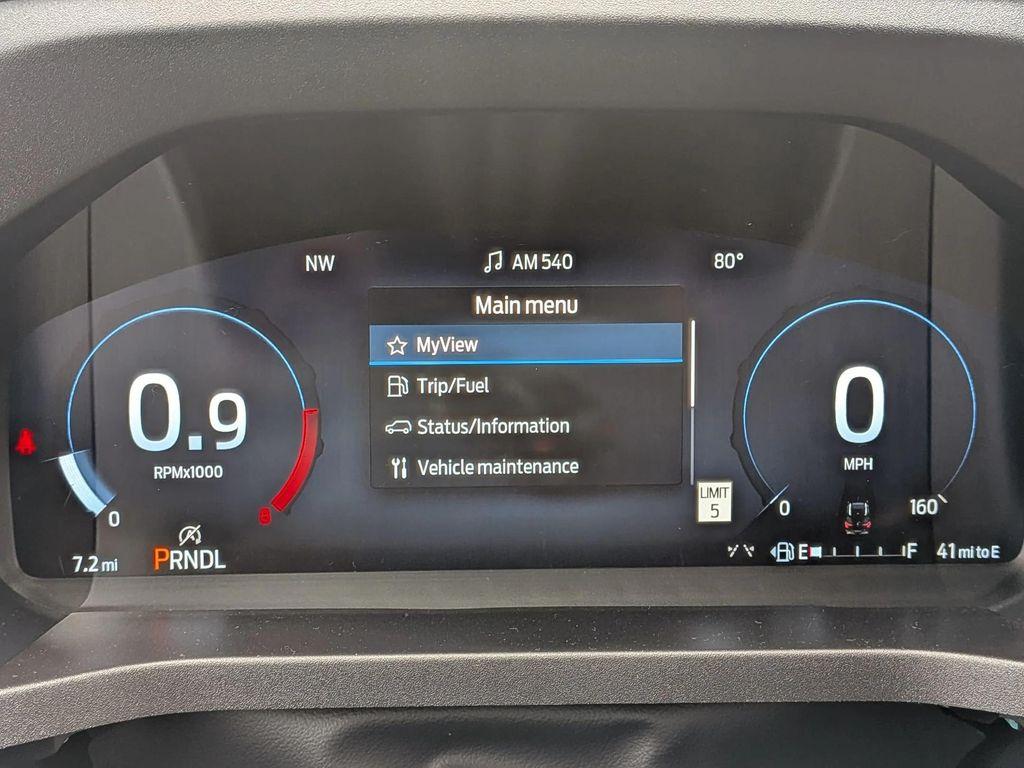 NW
AM 540
80°
Main menu
MyView
Trip/Fuel
Status/Information
Vehicle maintenance
0.9
RPMx1000
0
8
0
MPH
0
160
LIMIT
5
7.2 mi
PRNDL
E
F
41 mi to E